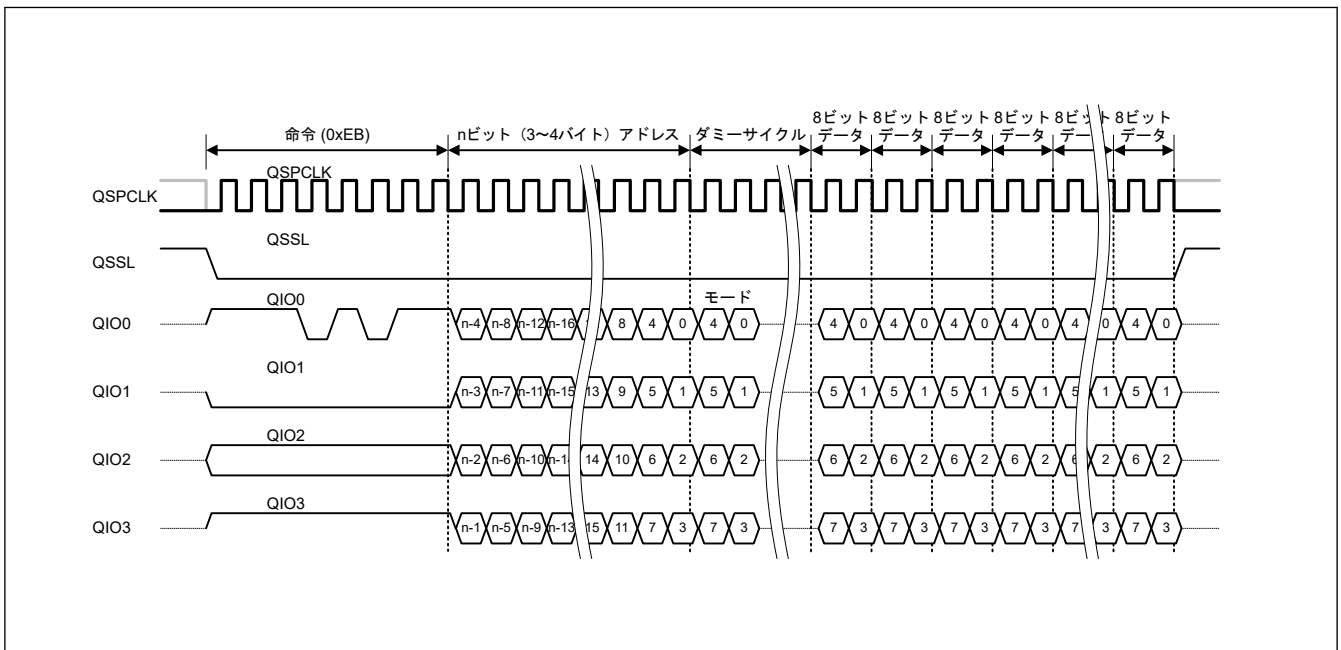 8ビット 8ビット 8ビット 8ビット 8ビット 8ビット
命令 (0xEB) nビット（3～4バイト）アドレス ダミーサイクル データ データ データ データ データ データ
QSPCLK
QSPCLK
QSSL
QSSL
QIO0 モード
QIO0 n-4 n-8 n-12 n-16 8 4 0 4 0 4 0 4 0 4 0 4 0 4 0 4 0
QIO1
QIO1 n-3 n-7 n-11 n-15 13 9 5 1 5 1 5 1 5 1 5 1 5 1 5 1 5 1
QIO2
QIO2 n-2 n-6 n-10 14 10 6 2 6 2 6 2 6 2 6 2 6 2 6 2 6 2
QIO3
QIO3 n-1 n-5 n-9 n-13 15 11 7 3 7 3 7 3 7 3 7 3 7 3 7 3 7 3